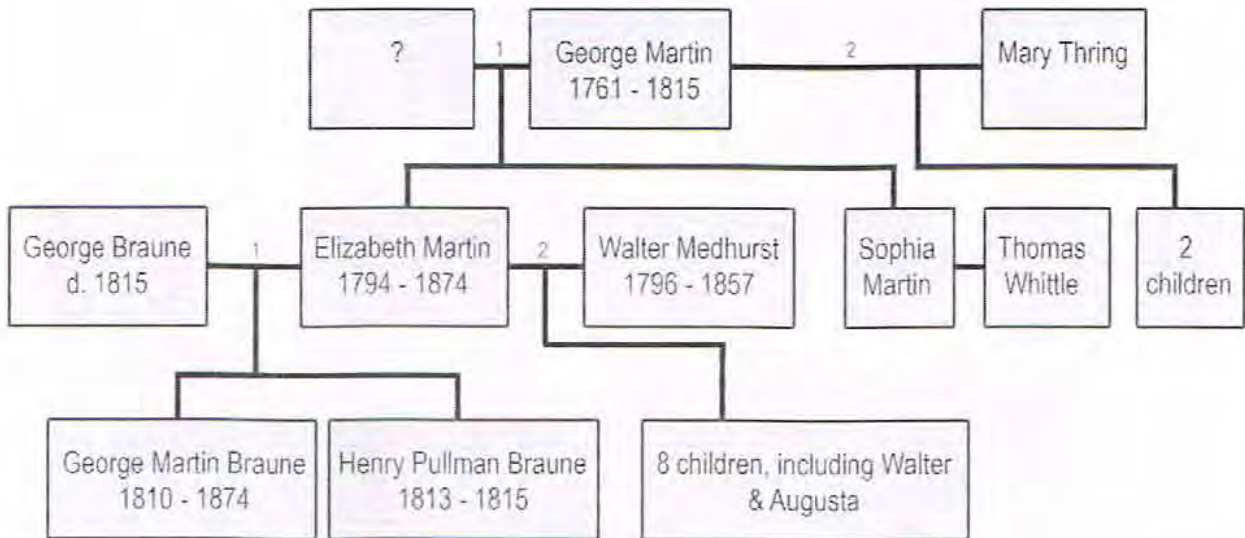 ?
1
George Martin
1761 - 1815
2
Mary Thring
George Braune
d. 1815
1
Elizabeth Martin
1794 - 1874
2
Walter Medhurst
1796 - 1857
Sophia
Martin
Thomas
Whittle
2
children
George Martin Braune
1810 - 1874
Henry Pullman Braune
1813 - 1815
8 children, including Walter
& Augusta